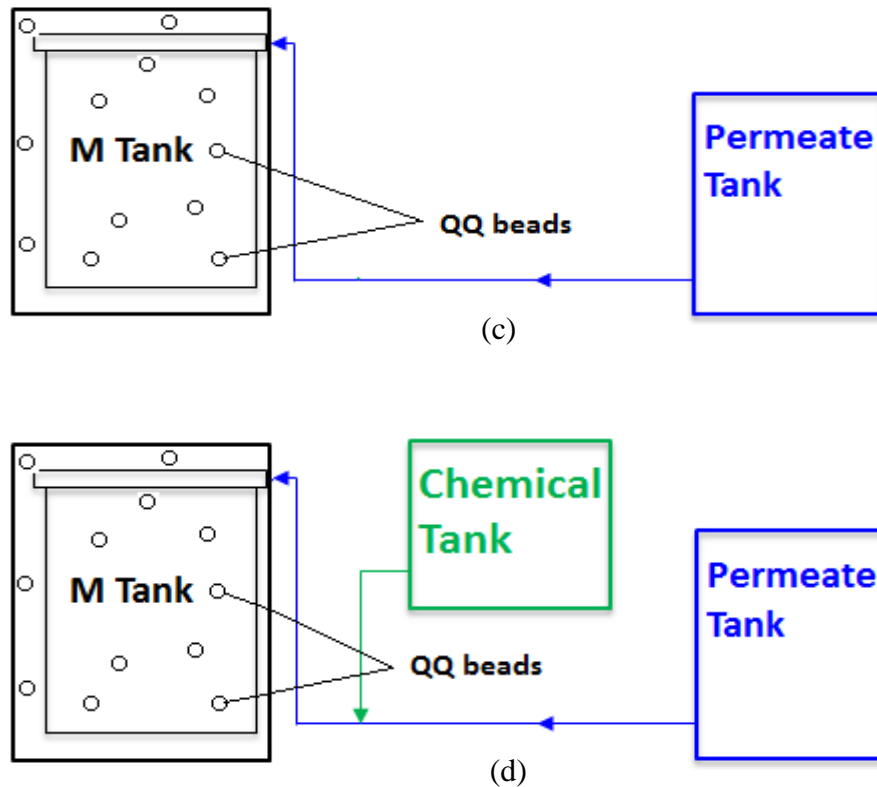 M Tank
Permeate
Tank
QQ beads
(c)
Chemical
Tank
M Tank
Permeate
Tank
QQ beads
(d)